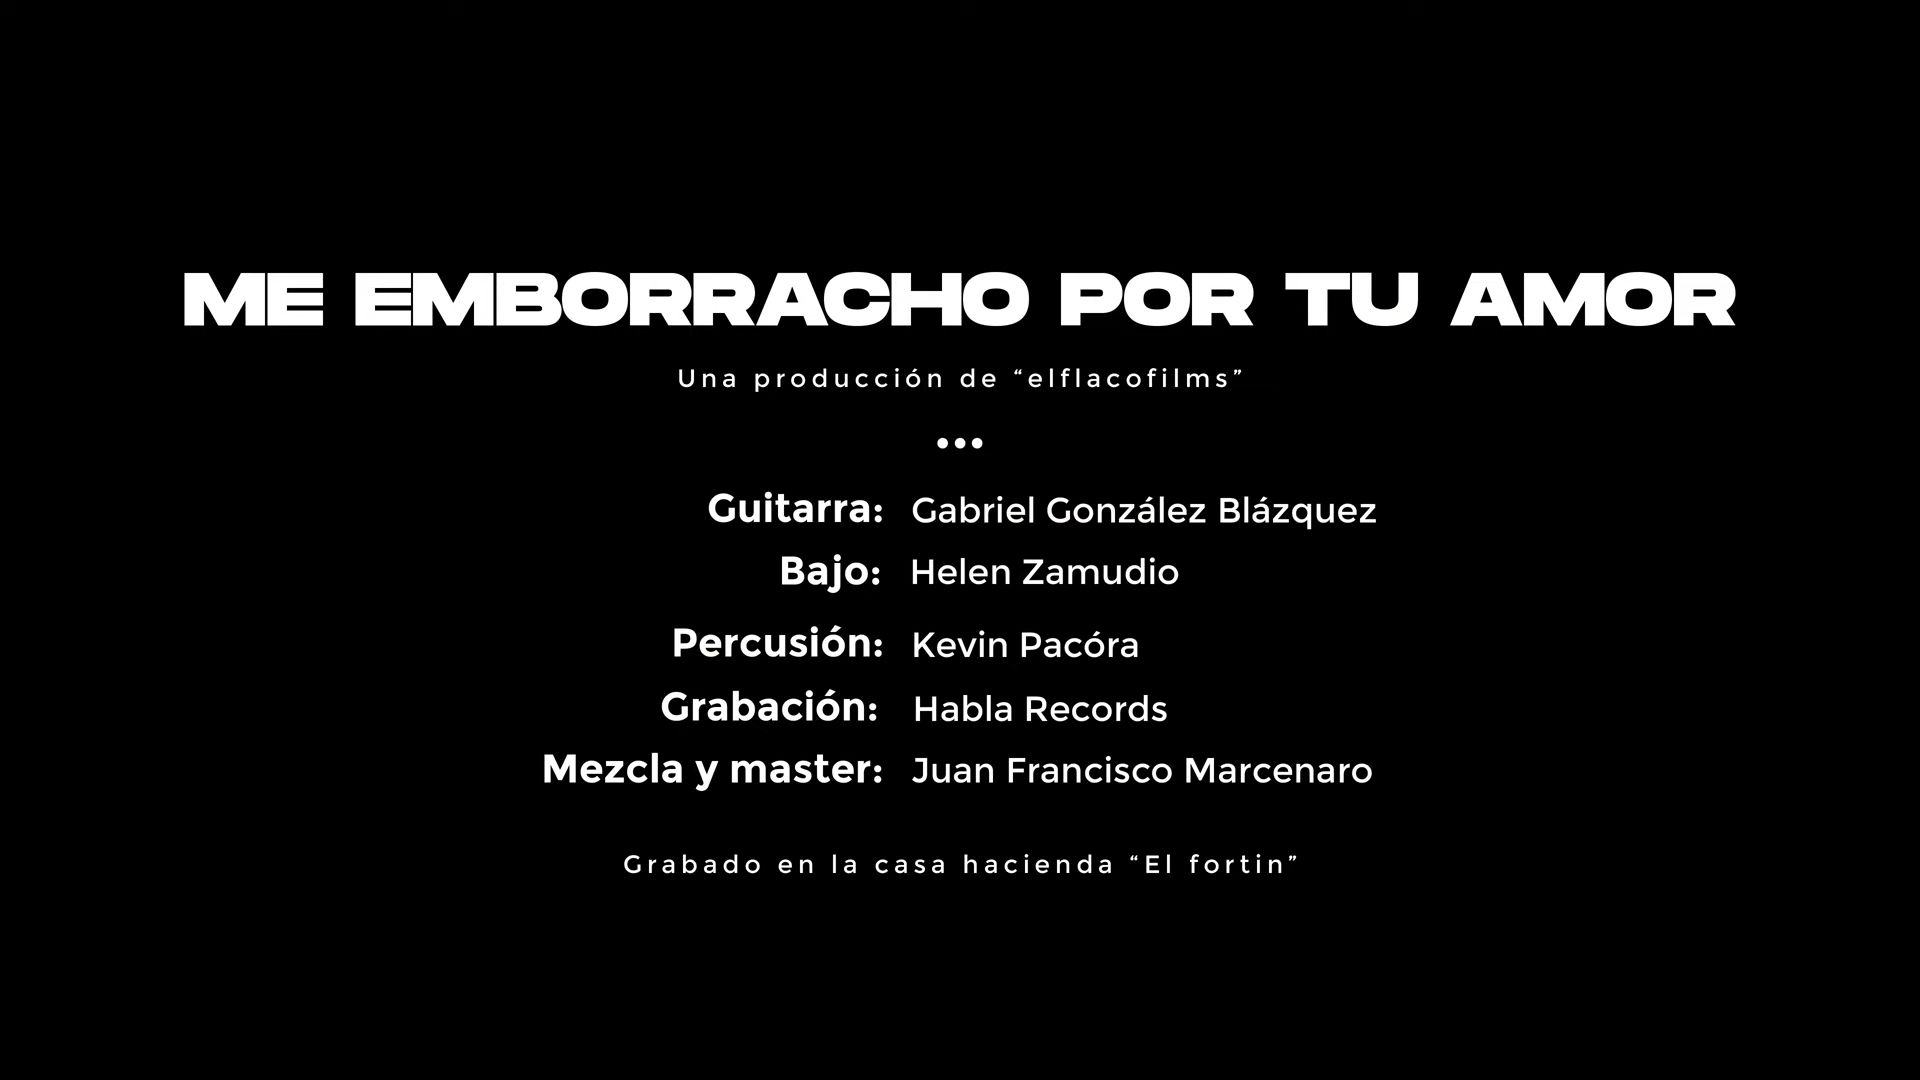 ME EMBORRACHO POR TU AMOR
Una producción de “elflacofilms”
...
Guitarra: Gabriel González Blázquez
Bajo: Helen Zamudio
Percusión: Kevin Pacóra
Grabación: Habla Records
Mezcla y master: Juan Francisco Marcenaro
Grabado en la casa hacienda “El fortin”